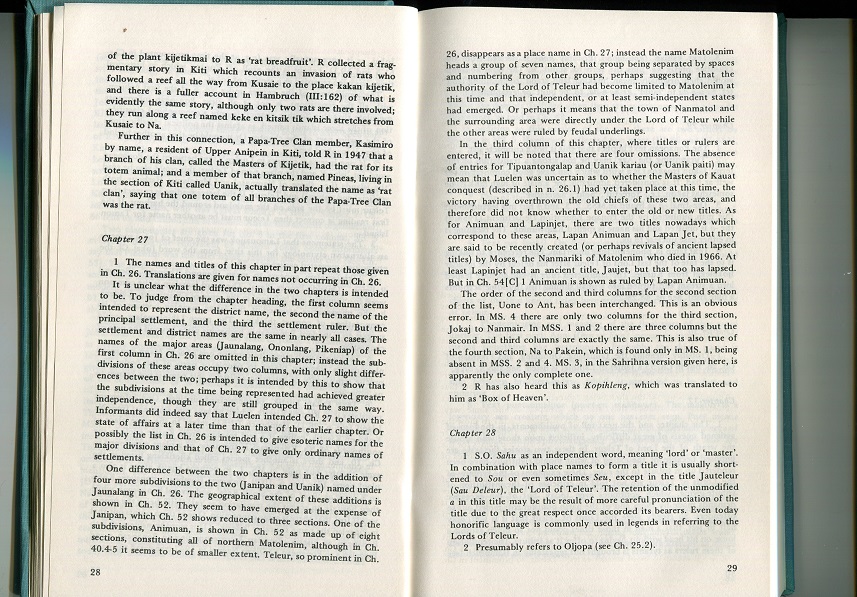 of the plant kijetikmai to R as 'rat breadfruit'. R collected a frag-
mentary story in Kiti which recounts an invasion of rats who
followed a reef all the way from Kusaie to the place kakan kijetik,
and there is a fuller account in Hambruch (III:162) of what is
evidently the same story, although only two rats are there involved;
they run along a reef named keke en kitsik tik which stretches from
Kusaie to Na.
Further in this connection, a Papa-Tree Clan member, Kasimiro
by name, a resident of Upper Anipein in Kiti, told R in 1947 that a
branch of his clan, called the Masters of Kijetik, had the rat for its
totem animal; and a member of that branch, named Pineas, living in
the section of Kiti called Uanik, actually translated the name as 'rat
clan', saying that one totem of all branches of the Papa-Tree Clan
was the rat.
Chapter 27
1 The names and titles of this chapter in part repeat those given
in Ch. 26. Translations are given for names not occurring in Ch. 26.
It is unclear what the difference in the two chapters is intended
to be. To judge from the chapter heading, the first column seems
intended to represent the district name, the second the name of the
principal settlement, and the third the settlement ruler. But the
settlement and district names are the same in nearly all cases. The
names of the major areas (Jaunalang, Ononlang, Pikeniap) of the
first column in Ch. 26 are omitted in this chapter; instead the sub-
divisions of these areas occupy two columns, with only slight differ-
ences between the two; perhaps it is intended by this to show that
the subdivisions at the time being represented had achieved greater
independence, though they are still grouped in the same way.
Informants did indeed say that Luelen intended Ch. 27 to show the
state of affairs at a later time than that of the earlier chapter. Or
possibly the list in Ch. 26 is intended to give esoteric names for the
major divisions and that of Ch. 27 to give only ordinary names of
settlements.
One difference between the two chapters is in the addition of
four more subdivisions to the two (Janipan and Uanik) named under
Jaunalang in Ch. 26. The geographical extent of these additions is
shown in Ch. 52. They seem to have emerged at the expense of
Janipan, which Ch. 52 shows reduced to three sections. One of the
subdivisions, Animuan, is shown in Ch. 52 as made up of eight
sections, constituting all of northern Matolenim, although in Ch.
40.4-5 it seems to be of smaller extent. Teleur, so prominent in Ch.
28
26, disappears as a place name in Ch. 27; instead the name Matolenim
heads a group of seven names, that group being separated by spaces
and numbering from other groups, perhaps suggesting that the
authority of the Lord of Teleur had become limited to Matolenim at
this time and that independent, or at least semi-independent states
had emerged. Or perhaps it means that the town of Nanmatol and
the surrounding area were directly under the Lord of Teleur while
the other areas were ruled by feudal underlings.
In the third column of this chapter, where titles or rulers are
entered, it will be noted that there are four omissions. The absence
of entries for Tipuantongalap and Uanik kariau (or Uanik paiti) may
mean that Luelen was uncertain as to whether the Masters of Kauat
conquest (described in n. 26.1) had yet taken place at this time, the
victory having overthrown the old chiefs of these two areas, and
therefore did not know whether to enter the old or new titles. As
for Animuan and Lapinjet, there are two titles nowadays which
correspond to these areas, Lapan Animuan and Lapan Jet, but they
are said to be recently created (or perhaps revivals of ancient lapsed
titles) by Moses, the Nanmariki of Matolenim who died in 1966. At
least Lapinjet had an ancient title, Jaujet, but that too has lapsed.
But in Ch. 54[C] 1 Animuan is shown as ruled by Lapan Animuan.
The order of the second and third columns for the second section
of the list, Uone to Ant, has been interchanged. This is an obvious
error. In MS. 4 there are only two columns for the third section,
Jokaj to Nanmair. In MSS. 1 and 2 there are three columns but the
second and third columns are exactly the same. This is also true of
the fourth section, Na to Pakein, which is found only in MS. 1, being
absent in MSS. 2 and 4. MS. 3, in the Sahrihna version given here, is
apparently the only complete one.
2 R has also heard this as Kopihleng, which was translated to
him as 'Box of Heaven'.
Chapter 28
1 S.O. Sahu as an independent word, meaning 'lord' or 'master'.
In combination with place names to form a title it is usually short-
ened to Sou or even sometimes Seu, except in the title Jauteleur
(Sau Deleur), the 'Lord of Teleur'. The retention of the unmodified
a in this title may be the result of more careful pronunciation of the
title due to the great respect once accorded its bearers. Even today
honorific language is commonly used in legends in referring to the
Lords of Teleur.
2 Presumably refers to Oljopa (see Ch. 25.2).
29